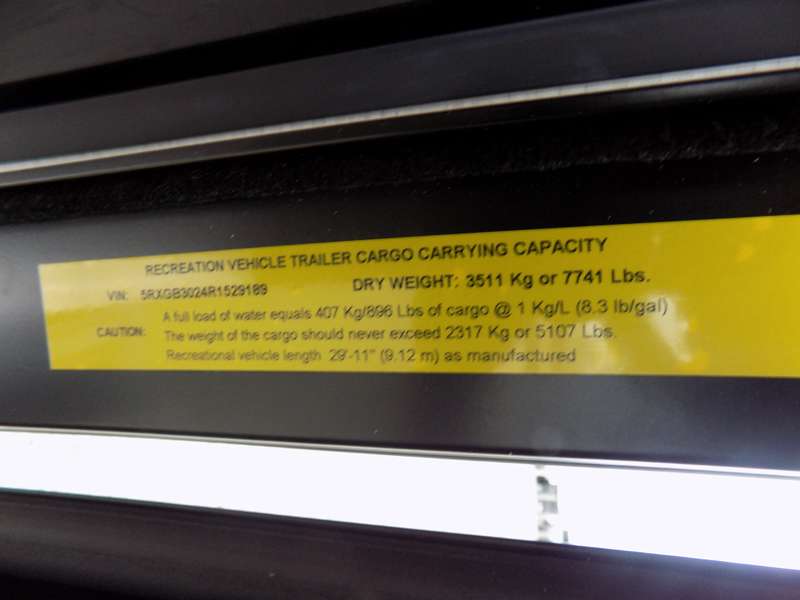 RECREATION VEHICLE TRAILER CARGO CARRYING CAPACITY
VIN: 5RXGB3024R1529189 DRY WEIGHT: 3511 Kg or 7741 Lbs.
A full load of water equals 407 Kg/896 Lbs of cargo @ 1 Kg/L (8.3 lb/gal)
CAUTION: The weight of the cargo should never exceed 2317 Kg or 5107 Lbs.
Recreational vehicle length 29'-11" (9.12 m) as manufactured